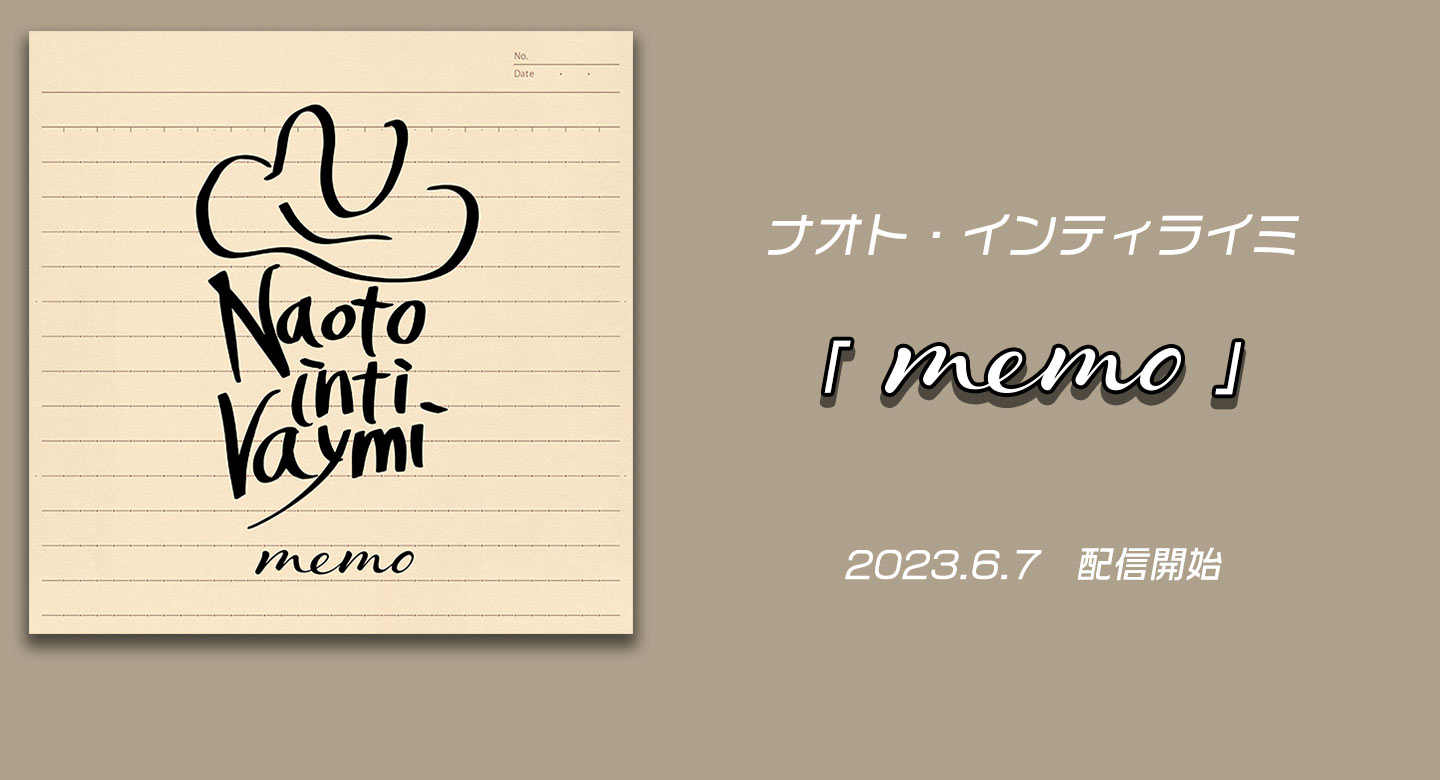 No.
Date
Naoto
inti
Raymi
memo
ナオト・インティライミ
『 memo 』
2023.6.7 配信開始